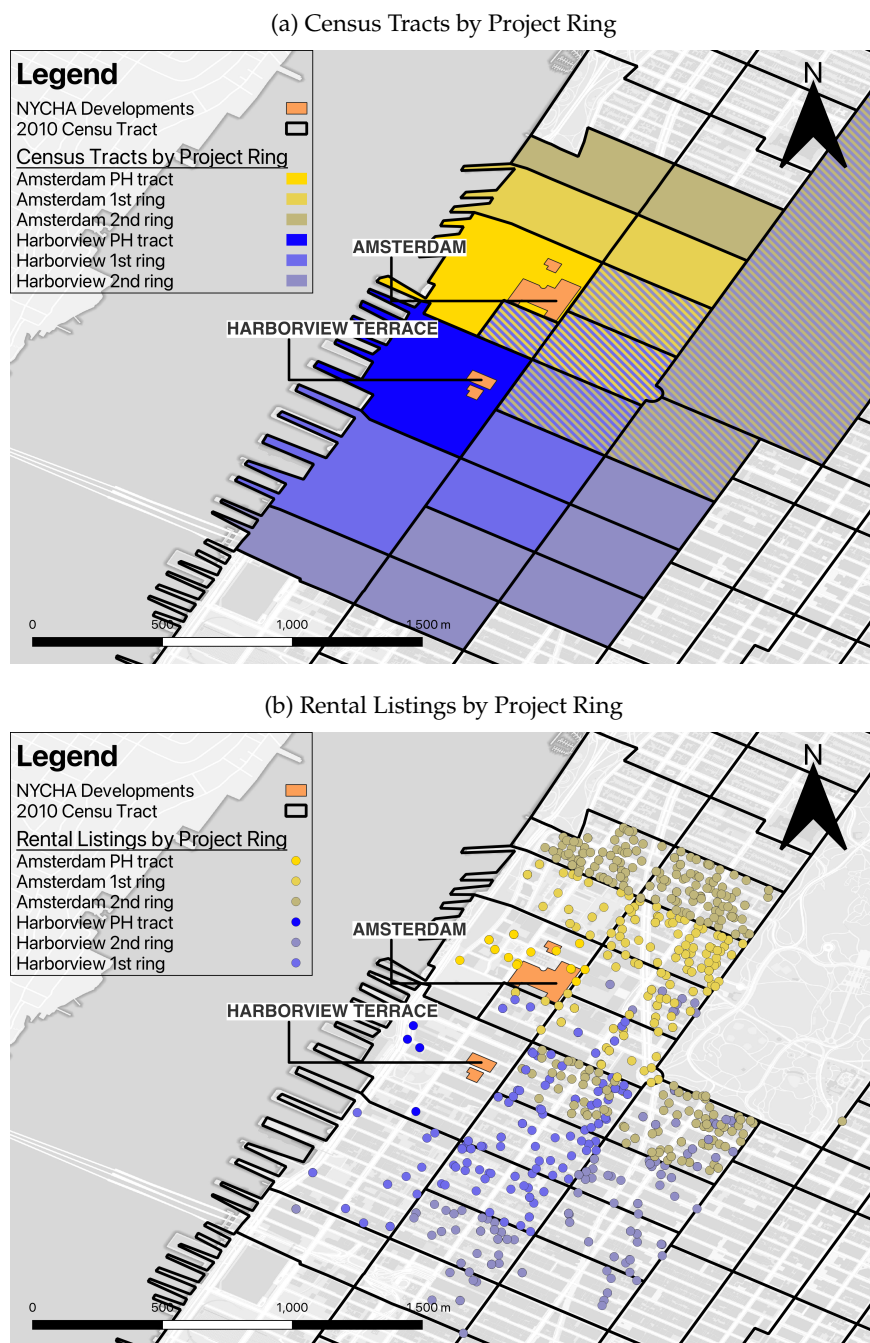 (a) Census Tracts by Project Ring
Legend
NYCHA Developments
2010 Censu Tract
Census Tracts by Project Ring
Amsterdam PH tract
Amsterdam 1st ring
Amsterdam 2nd ring
Harborview PH tract
Harborview 1st ring
Harborview 2nd ring
N
AMSTERDAM
HARBORVIEW TERRACE
0 500 1,000 1,500 m
(b) Rental Listings by Project Ring
Legend
NYCHA Developments
2010 Censu Tract
Rental Listings by Project Ring
Amsterdam PH tract
Amsterdam 1st ring
Amsterdam 2nd ring
Harborview PH tract
Harborview 2nd ring
Harborview 1st ring
N
AMSTERDAM
HARBORVIEW TERRACE
0 500 1,000 1,500 m